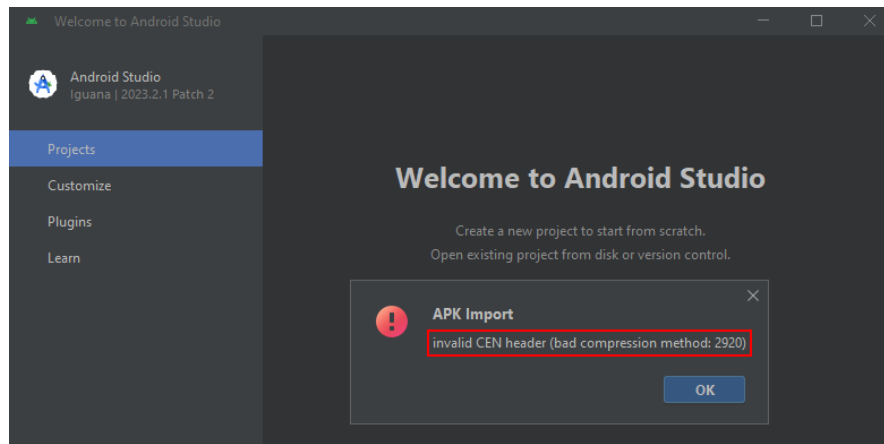 Welcome to Android Studio
Android Studio
Iguana | 2023.2.1 Patch 2
Projects
Customize
Plugins
Learn
Welcome to Android Studio
Create a new project to start from scratch.
Open existing project from disk or version control.
APK Import
invalid CEN header (bad compression method: 2920)
OK